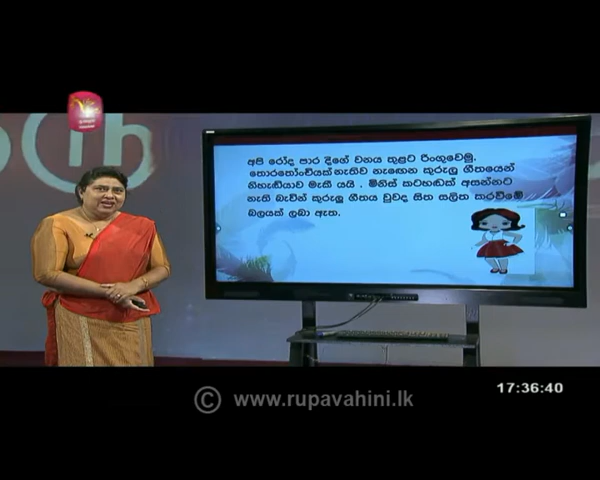 අපි රෝද පාර දිගේ වනය තුළට රිංගුවෙමු.
තොරතෝංචියක් නැතිව නැඟෙන කුරුලු ගීතයෙන්
නිහැඬියාව මැකී යයි . මිනිස් කටහඬක් අසන්නට
නැති බැවින් කුරුලු ගීතය වුවද සිත සලිත කරවීමේ
බලයක් ලබා ඇත.
17:36:40
© www.rupavahini.lk